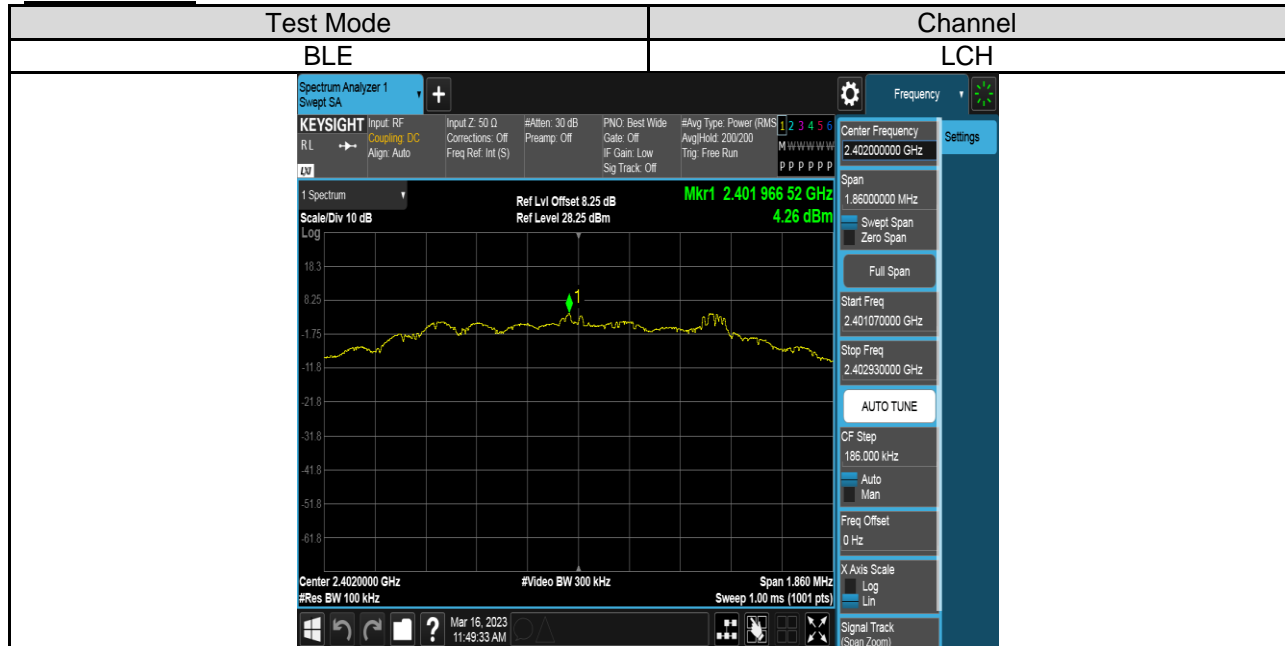 Test Mode
Channel
BLE
LCH
Spectrum Analyzer 1
Swept SA
+
Frequency
KEYSIGHT
RL
LXI
Input: RF
Coupling: DC
Align: Auto
Input Z: 50 Ω
Corrections: Off
Freq Ref: Int (S)
#Atten: 30 dB
Preamp: Off
PNO: Best Wide
Gate: Off
IF Gain: Low
Sig Track: Off
#Avg Type: Power (RMS
Avg|Hold: 200/200
Trig: Free Run
1 2 3 4 5 6
M W W W W W
P P P P P P
1 Spectrum
Scale/Div 10 dB
Log
Ref Lvl Offset 8.25 dB
Ref Level 28.25 dBm
Mkr1 2.401 966 52 GHz
4.26 dBm
18.3
8.25
-1.75
-11.8
-21.8
-31.8
-41.8
-51.8
-61.8
1
Center 2.4020000 GHz
#Res BW 100 kHz
#Video BW 300 kHz
Span 1.860 MHz
Sweep 1.00 ms (1001 pts)
?
Mar 16, 2023
11:49:33 AM
Center Frequency
2.402000000 GHz
Settings
Span
1.86000000 MHz
Swept Span
Zero Span
Full Span
Start Freq
2.401070000 GHz
Stop Freq
2.402930000 GHz
AUTO TUNE
CF Step
186.000 kHz
Auto
Man
Freq Offset
0 Hz
X Axis Scale
Log
Lin
Signal Track
(Span Zoom)